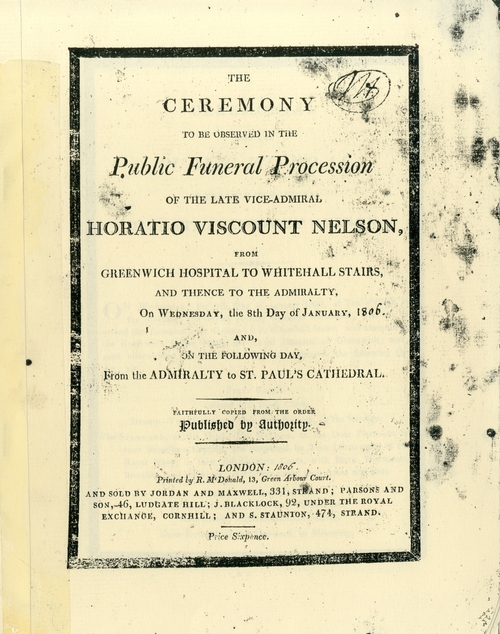 THE
CEREMONY
TO BE OBSERVED IN THE
Public Funeral Procession
OF THE LATE VICE-ADMIRAL
HORATIO VISCOUNT NELSON,
FROM
GREENWICH HOSPITAL TO WHITEHALL STAIRS,
AND THENCE TO THE ADMIRALTY,
On WEDNESDAY, the 8th Day of JANUARY, 1806.
AND,
ON THE FOLLOWING DAY,
From the ADMIRALTY to ST. PAUL'S CATHEDRAL.
FAITHFULLY COPIED FROM THE ORDER
Published by Authority.
LONDON: 1806.
Printed by R. McDonald, 13, Green Arbour Court.
AND SOLD BY JORDAN AND MAXWELL, 331, STRAND; PARSONS AND
SON, 46, LUDGATE HILL; J. BLACKLOCK, 92, UNDER THE ROYAL
EXCHANGE, CORNHILL; AND S. STAUNTON, 474, STRAND.
Price Sixpence.